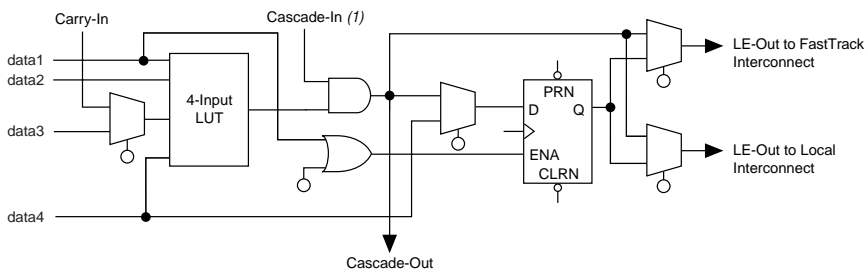 Carry-In
Cascade-In (1)
data1
data2
data3
data4
4-Input
LUT
PRN
D
Q
ENA
CLRN
LE-Out to FastTrack
Interconnect
LE-Out to Local
Interconnect
Cascade-Out